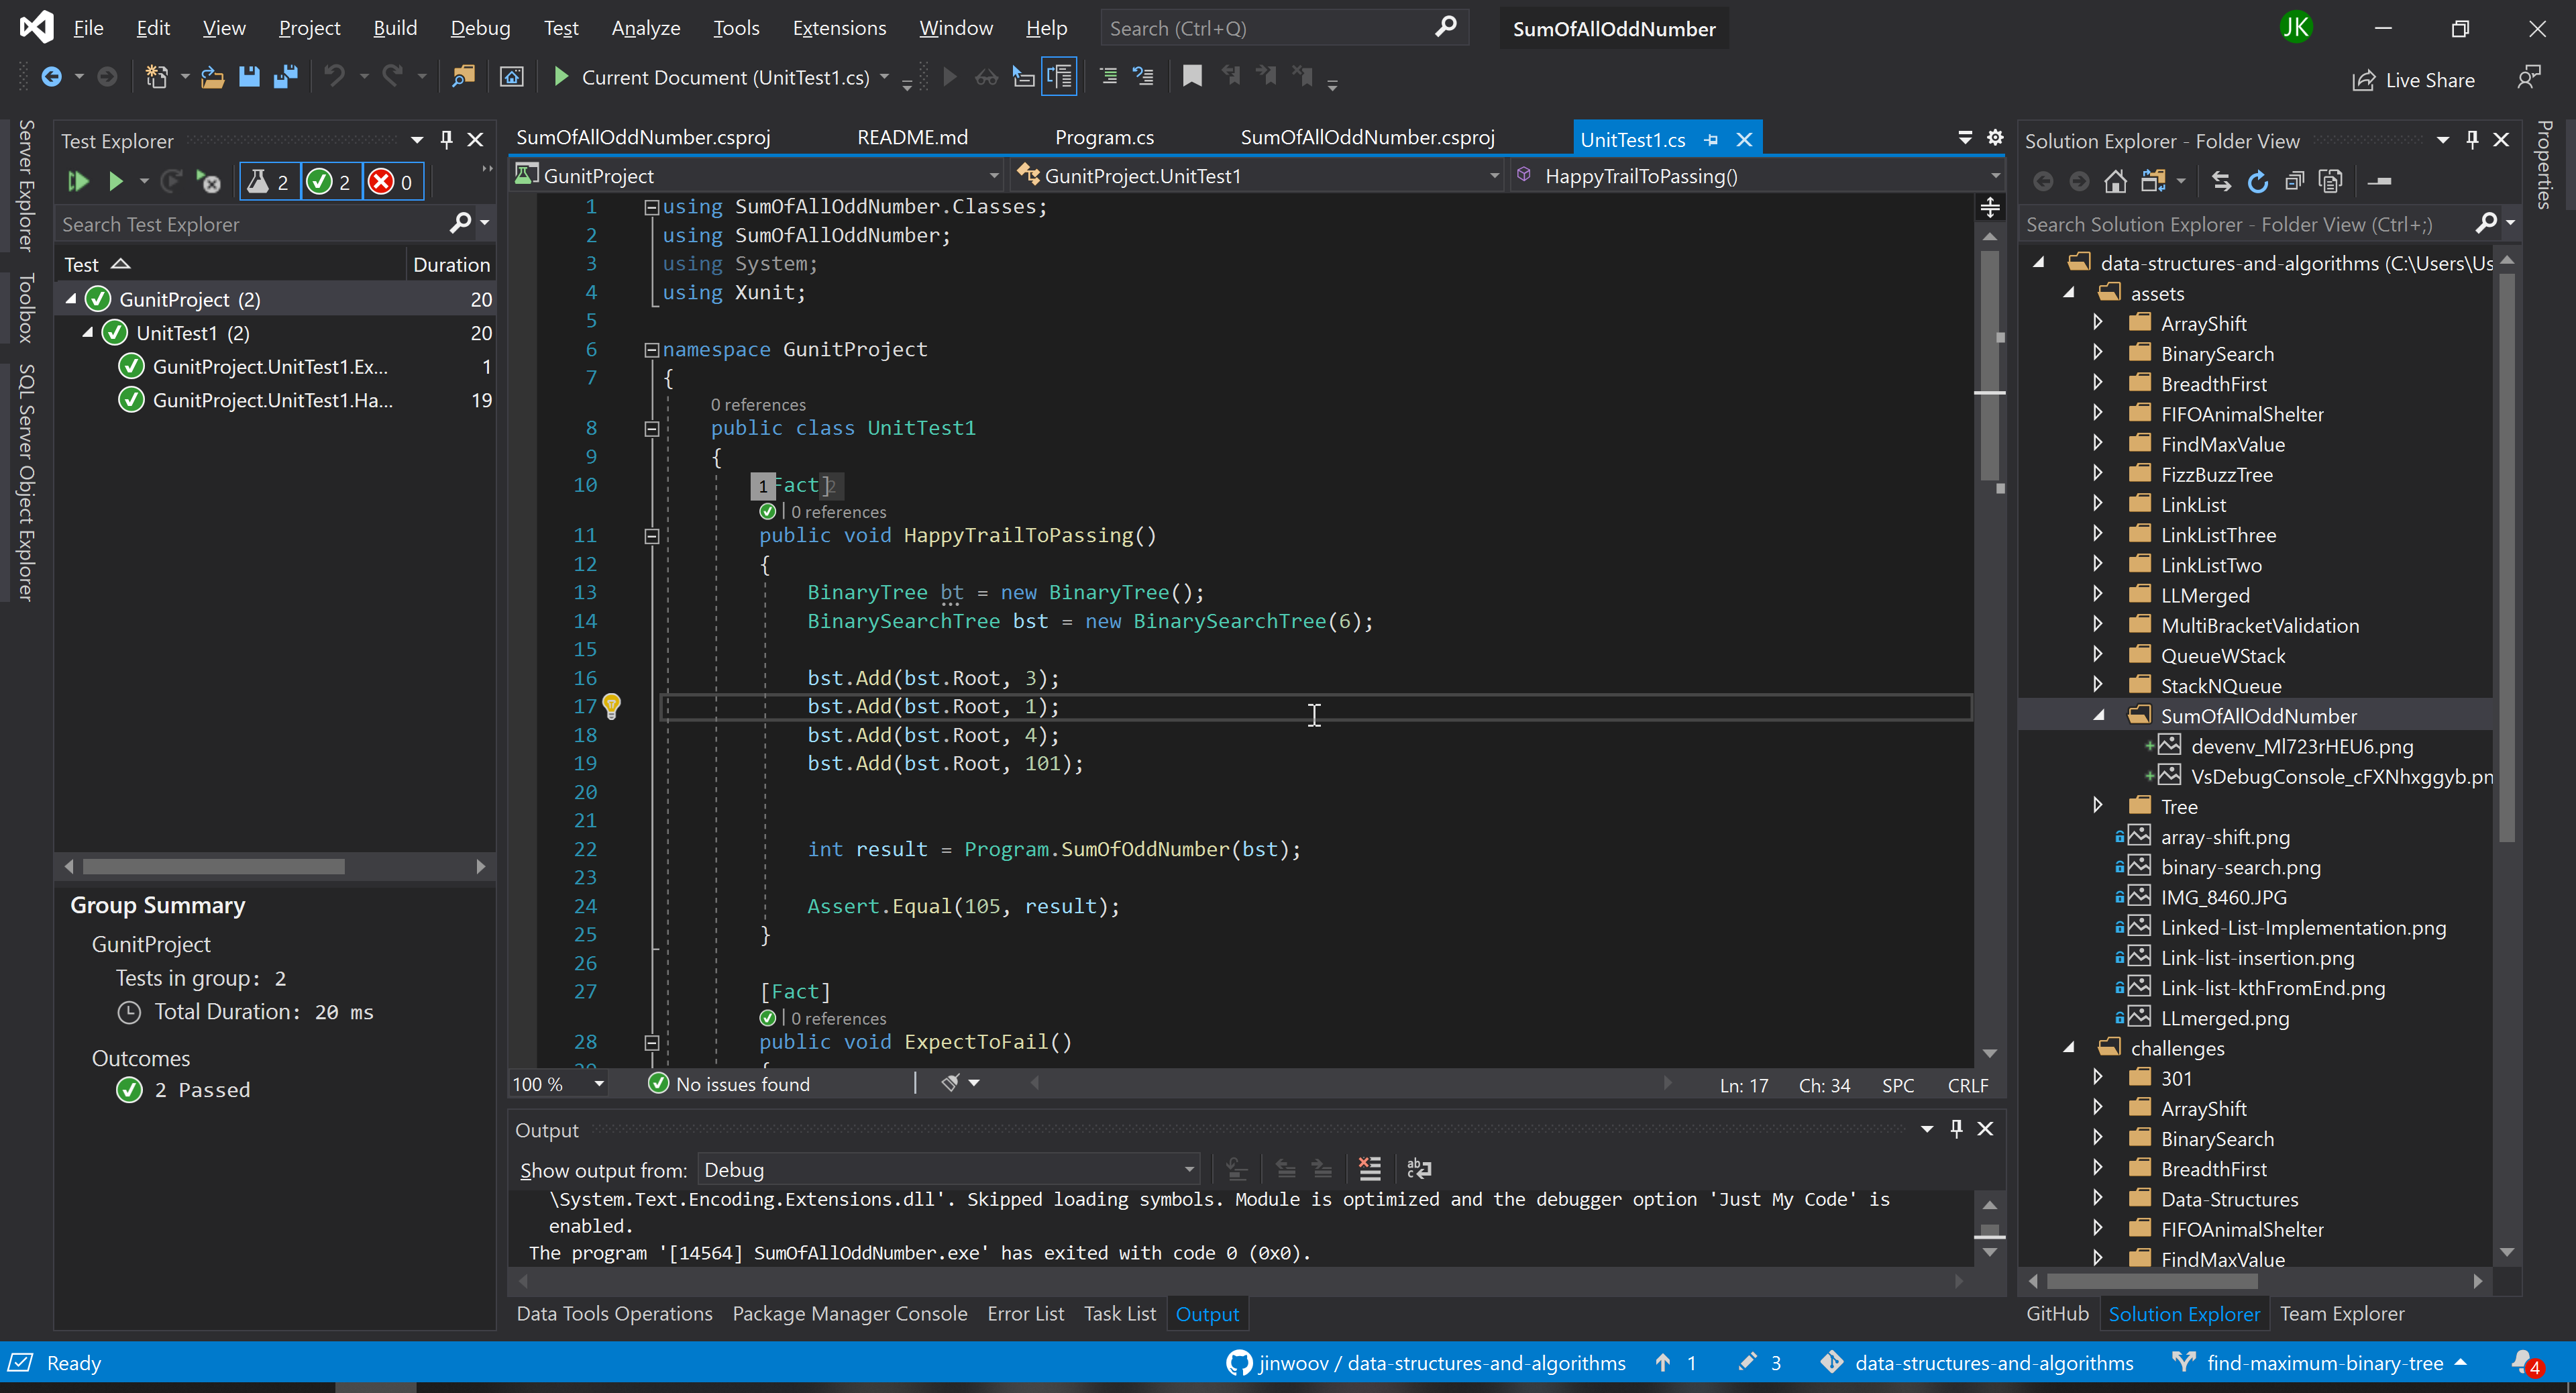 File Edit View Project Build Debug Test Analyze Tools Extensions Window Help Search (Ctrl+Q) SumOfAllOddNumber JK
Current Document (UnitTest1.cs) Live Share
Server Explorer
Toolbox
SQL Server Object Explorer
Test Explorer
2 2 0
Search Test Explorer
Test Duration
GunitProject (2) 20
UnitTest1 (2) 20
GunitProject.UnitTest1.Ex... 1
GunitProject.UnitTest1.Ha... 19
Group Summary
GunitProject
Tests in group: 2
Total Duration: 20 ms
Outcomes
2 Passed
SumOfAllOddNumber.csproj README.md Program.cs SumOfAllOddNumber.csproj UnitTest1.cs
GunitProject GunitProject.UnitTest1 HappyTrailToPassing()
1 using SumOfAllOddNumber.Classes;
2 using SumOfAllOddNumber;
3 using System;
4 using Xunit;
5
6 namespace GunitProject
7 {
0 references
8 public class UnitTest1
9 {
10 1 Fact] 2
0 references
11 public void HappyTrailToPassing()
12 {
13 BinaryTree bt = new BinaryTree();
14 BinarySearchTree bst = new BinarySearchTree(6);
15
16 bst.Add(bst.Root, 3);
17 bst.Add(bst.Root, 1);
18 bst.Add(bst.Root, 4);
19 bst.Add(bst.Root, 101);
20
21
22 int result = Program.SumOfOddNumber(bst);
23
24 Assert.Equal(105, result);
25 }
26
27 [Fact]
0 references
28 public void ExpectToFail()
100 % No issues found Ln: 17 Ch: 34 SPC CRLF
Output
Show output from: Debug
\System.Text.Encoding.Extensions.dll'. Skipped loading symbols. Module is optimized and the debugger option 'Just My Code' is
enabled.
The program '[14564] SumOfAllOddNumber.exe' has exited with code 0 (0x0).
Data Tools Operations Package Manager Console Error List Task List Output
Solution Explorer - Folder View
Search Solution Explorer - Folder View (Ctrl+;)
data-structures-and-algorithms (C:\Users\Us
assets
ArrayShift
BinarySearch
BreadthFirst
FIFOAnimalShelter
FindMaxValue
FizzBuzzTree
LinkList
LinkListThree
LinkListTwo
LLMerged
MultiBracketValidation
QueueWStack
StackNQueue
SumOfAllOddNumber
devenv_Ml723rHEU6.png
VsDebugConsole_cFXNhxggyb.pn
Tree
array-shift.png
binary-search.png
IMG_8460.JPG
Linked-List-Implementation.png
Link-list-insertion.png
Link-list-kthFromEnd.png
LLmerged.png
challenges
301
ArrayShift
BinarySearch
BreadthFirst
Data-Structures
FIFOAnimalShelter
FindMaxValue
GitHub Solution Explorer Team Explorer
Properties
Ready jinwoov / data-structures-and-algorithms 1 3 data-structures-and-algorithms find-maximum-binary-tree 4